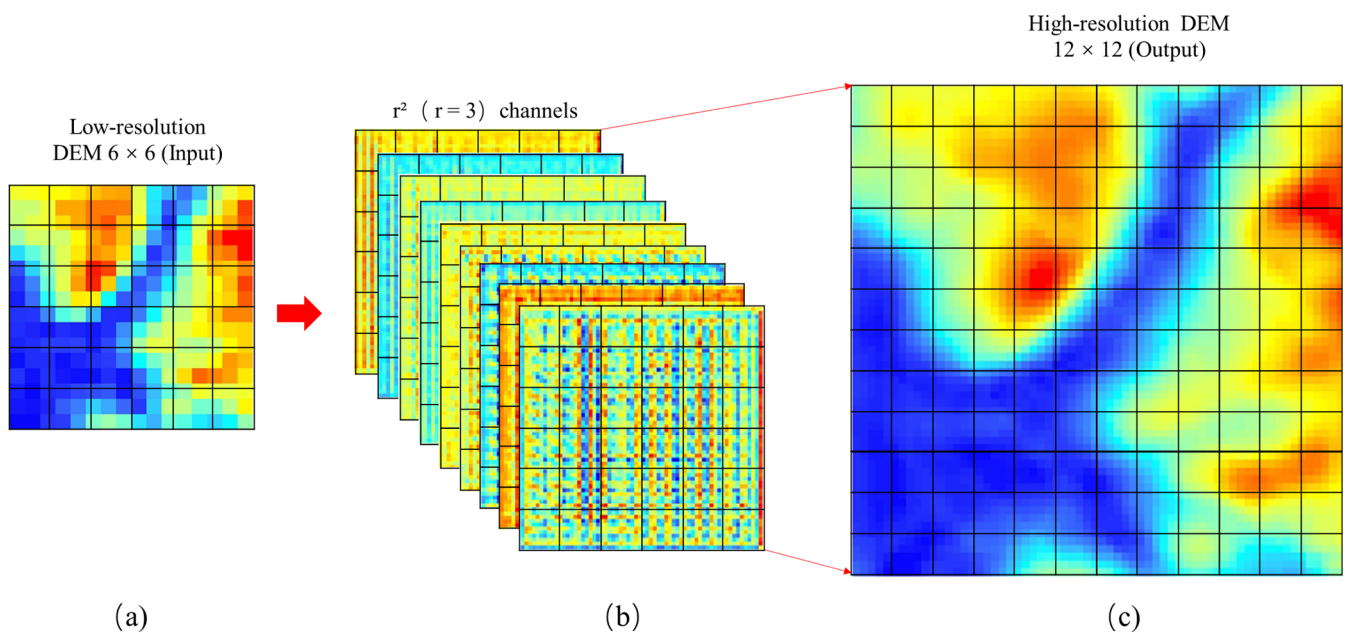 Low-resolution
DEM 6 × 6 (Input)
r² （r = 3）channels
High-resolution DEM
12 × 12 (Output)
(a)
(b)
(c)